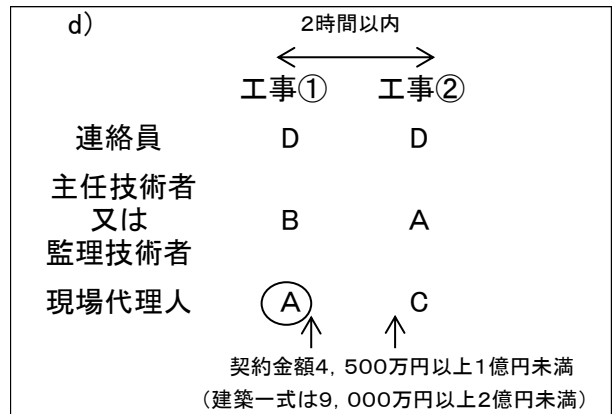 d)
2時間以内
工事① 工事②
連絡員 D D
主任技術者
又は B A
監理技術者
現場代理人 A C
契約金額4,500万円以上1億円未満
(建築一式は9,000万円以上2億円未満)